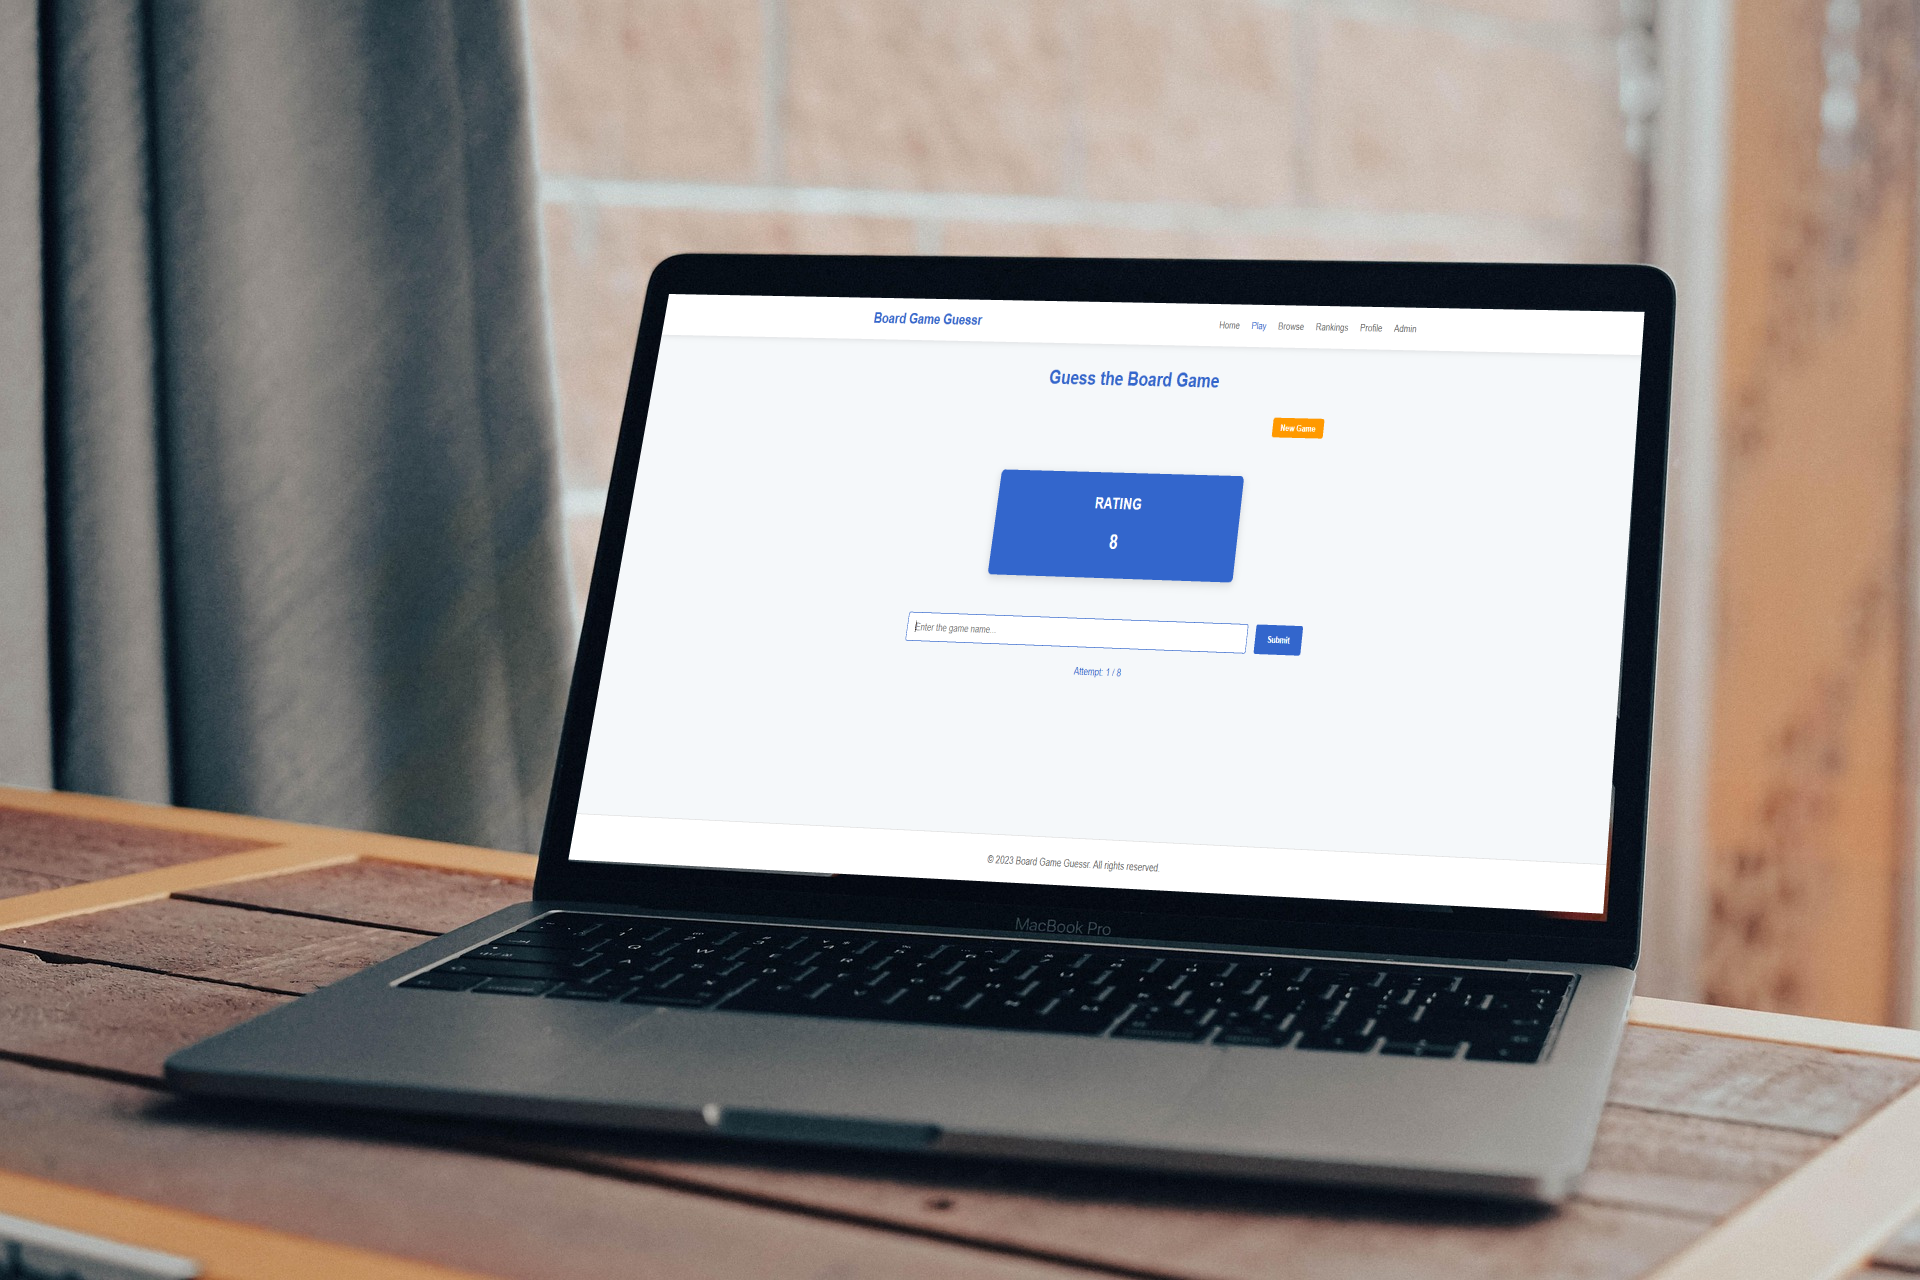 Board Game Guessr
Home Play Browse Rankings Profile Admin
Guess the Board Game
New Game
RATING
8
Enter the game name...
Submit
Attempt: 1 / 8
© 2023 Board Game Guessr. All rights reserved.
MacBook Pro